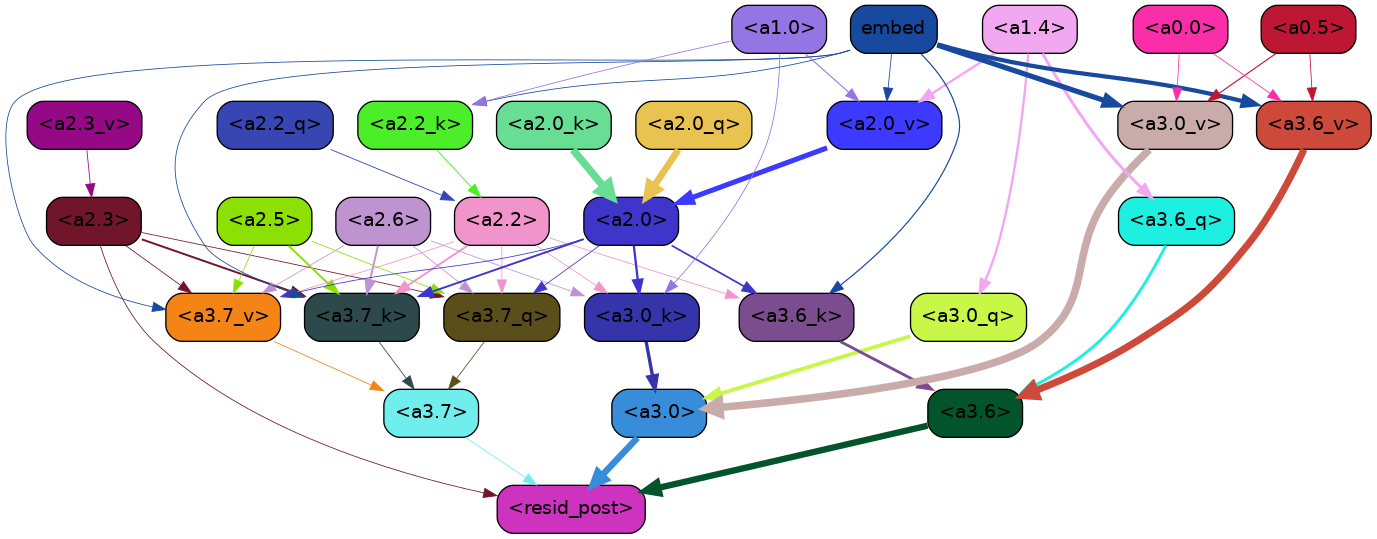 <a1.0> embed <a1.4> <a0.0> <a0.5>
<a2.3_v> <a2.2_q> <a2.2_k> <a2.0_k> <a2.0_q> <a2.0_v> <a3.0_v> <a3.6_v>
<a2.3> <a2.5> <a2.6> <a2.2> <a2.0> <a3.6_q>
<a3.7_v> <a3.7_k> <a3.7_q> <a3.0_k> <a3.6_k> <a3.0_q>
<a3.7> <a3.0> <a3.6>
<resid_post>